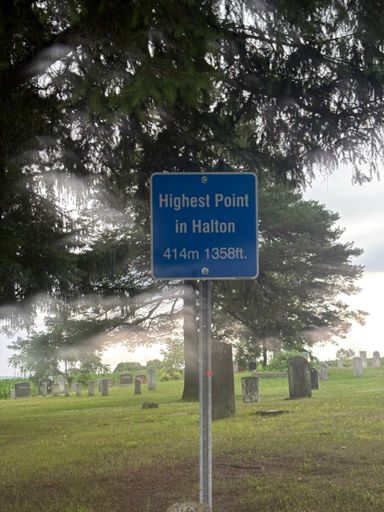 Highest Point
in Halton
414m 1358ft.